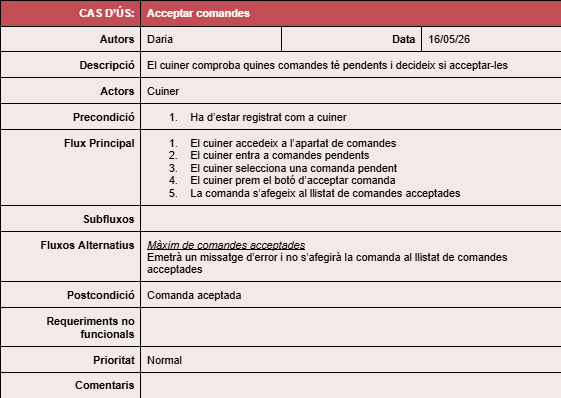 CAS D'ÚS: Acceptar comandes
Autors Daria Data 16/05/26
Descripció El cuiner comproba quines comandes té pendents i decideix si acceptar-les
Actors Cuiner
Precondició 1. Ha d'estar registrat com a cuiner
Flux Principal 1. El cuiner accedeix a l'apartat de comandes
2. El cuiner entra a comandes pendents
3. El cuiner selecciona una comanda pendent
4. El cuiner prem el botó d'acceptar comanda
5. La comanda s'afegeix al llistat de comandes acceptades
Subfluxos
Fluxos Alternatius Màxim de comandes acceptades
Emetrà un missatge d'error i no s'afegirà la comanda al llistat de comandes
acceptades
Postcondició Comanda aceptada
Requeriments no
funcionals
Prioritat Normal
Comentaris